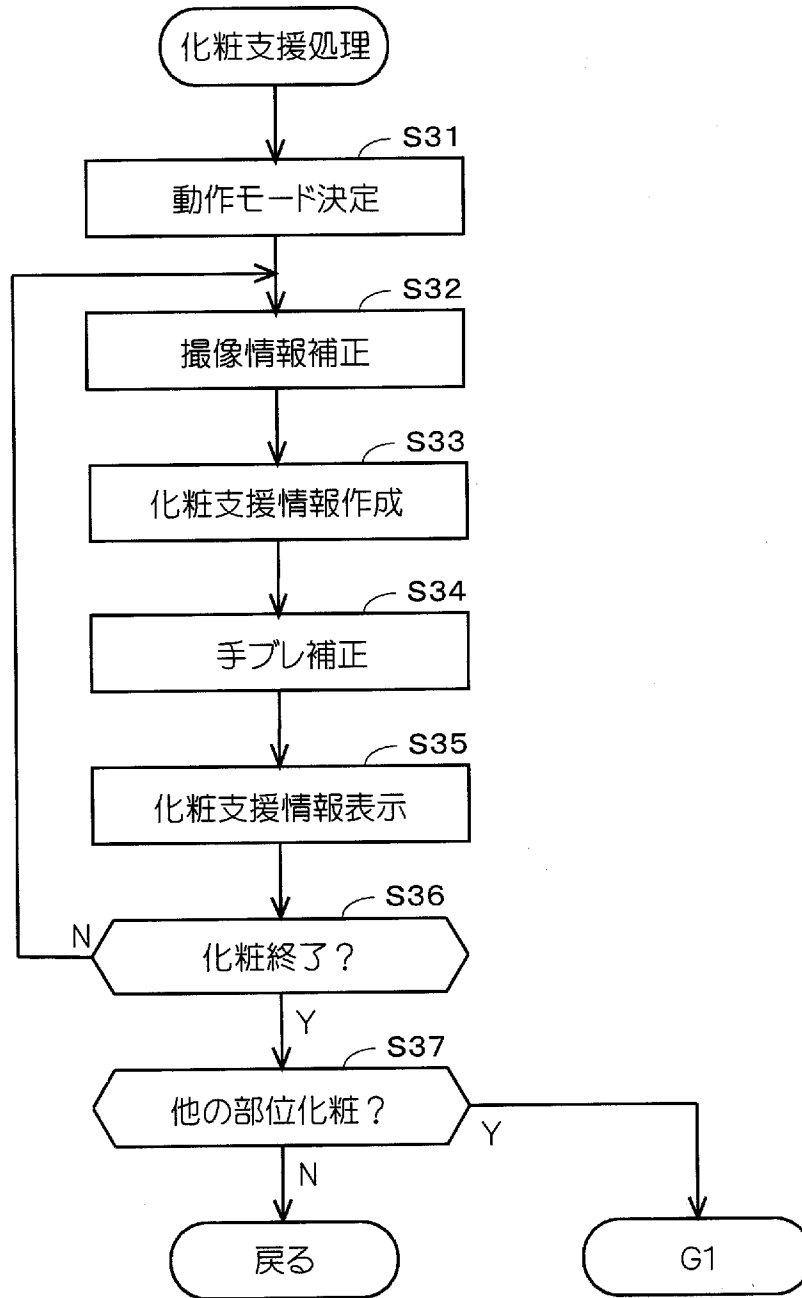 化粧支援処理
S31
動作モード決定
S32
撮像情報補正
S33
化粧支援情報作成
S34
手ブレ補正
S35
化粧支援情報表示
S36
N
化粧終了?
Y
S37
他の部位化粧?
Y
N
戻る
G1